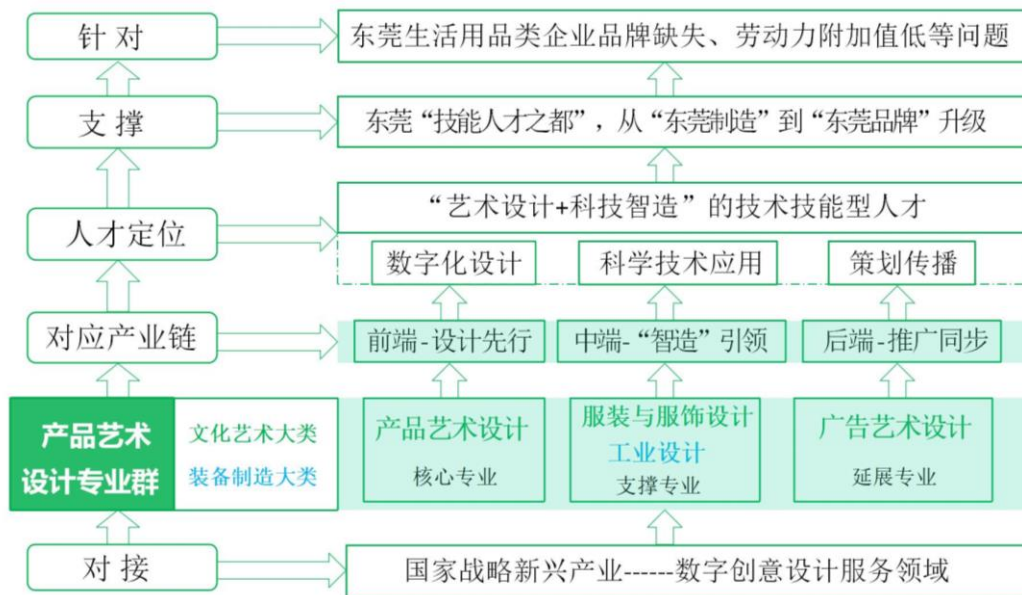 针对
东莞生活用品类企业品牌缺失、劳动力附加值低等问题
支撑
东莞“技能人才之都”，从“东莞制造”到“东莞品牌”升级
人才定位
“艺术设计+科技智造”的技术技能型人才
数字化设计
科学技术应用
策划传播
对应产业链
前端-设计先行
中端-“智造”引领
后端-推广同步
产品艺术
设计专业群
文化艺术大类
装备制造大类
产品艺术设计
核心专业
服装与服饰设计
工业设计
支撑专业
广告艺术设计
延展专业
对接
国家战略新兴产业------数字创意设计服务领域